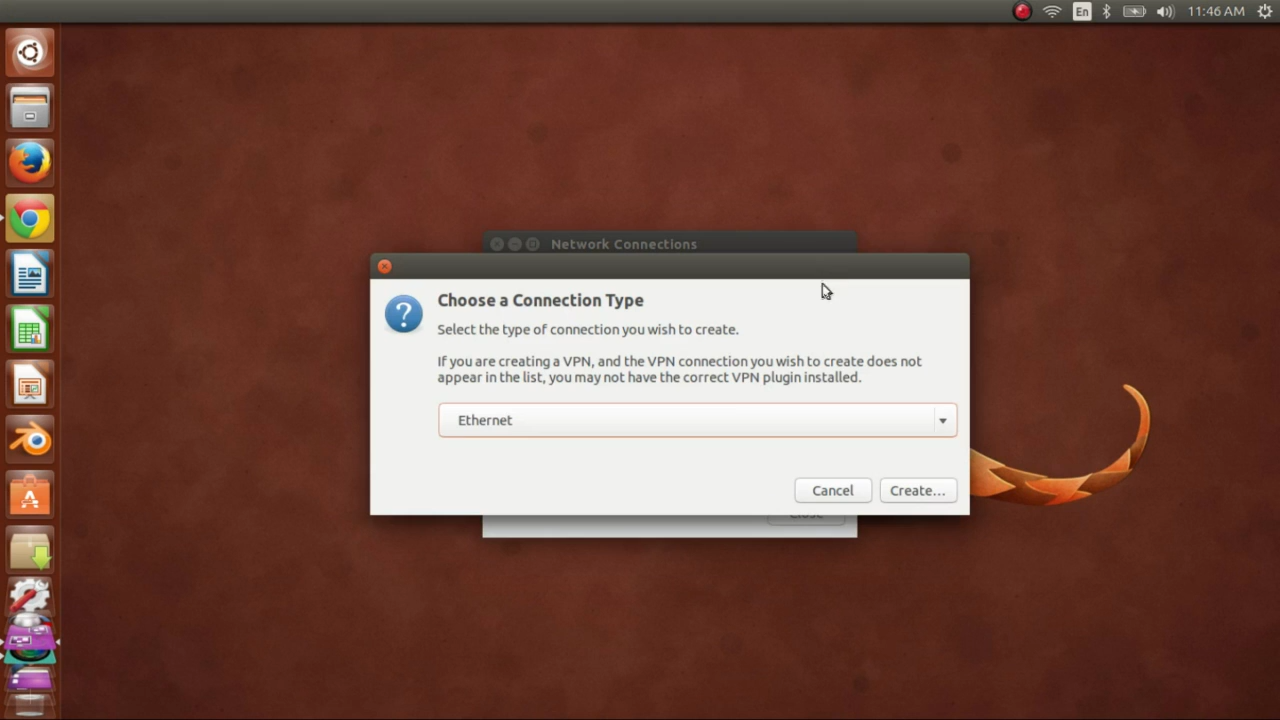 En 11:46 AM
Network Connections
Choose a Connection Type
Select the type of connection you wish to create.
If you are creating a VPN, and the VPN connection you wish to create does not
appear in the list, you may not have the correct VPN plugin installed.
Ethernet
Cancel Create...
Close